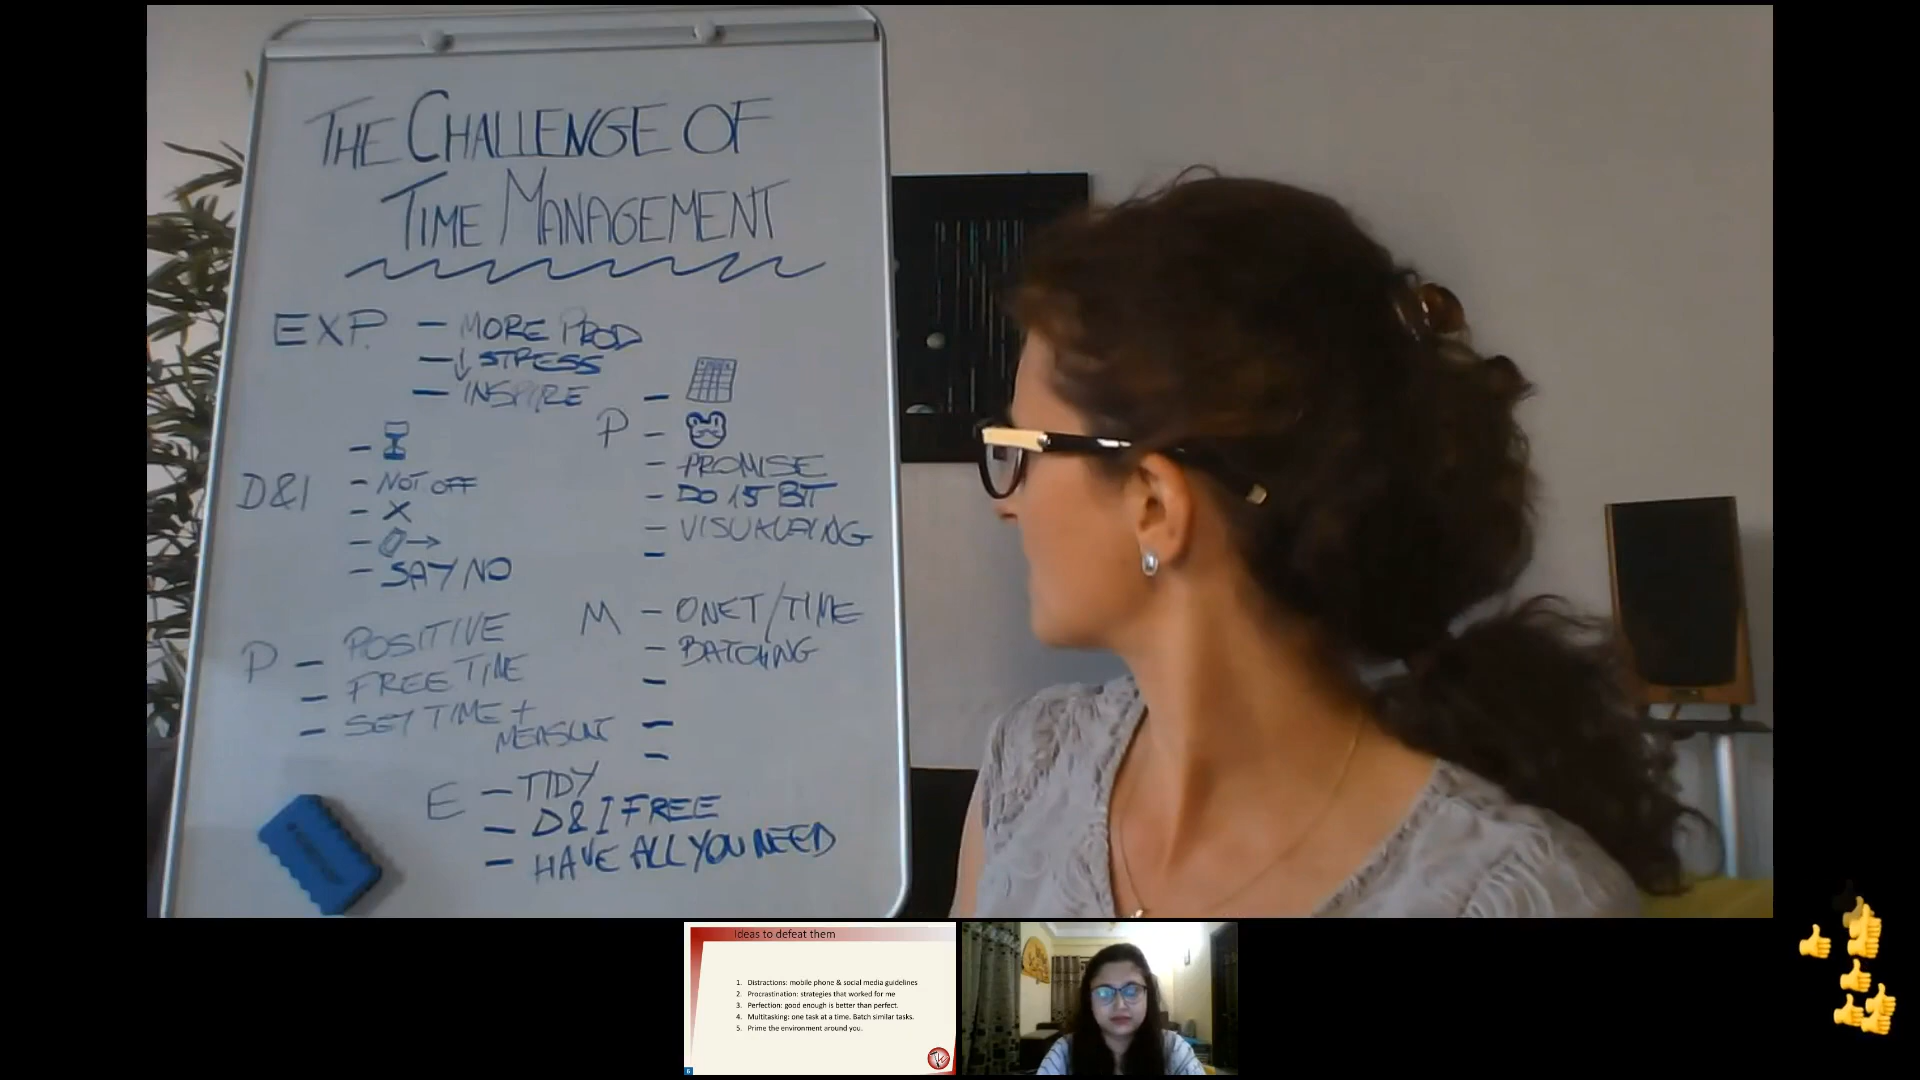 THE CHALLENGE OF
TIME MANAGEMENT
EXP. - MORE PROD
- ↓ STRESS
- INSPIRE
D&I
- NOT OFF
- X
- →
- SAY NO
P
- PROMISE
- DO 15 BIT
P - POSITIVE
- FREE TIME
- SET TIME +
M - ONE T/TIME
- BATCHING
E - TIDY
- D&I FREE
- HAVE ALL YOU NEED
Ideas to defeat them
1. Distractions: mobile phone & social media guidelines
2. Procrastination: strategies that worked for me
3. Perfection: good enough is better than perfect.
4. Multitasking: one task at a time. Batch similar tasks.
5. Prime the environment around you.
6